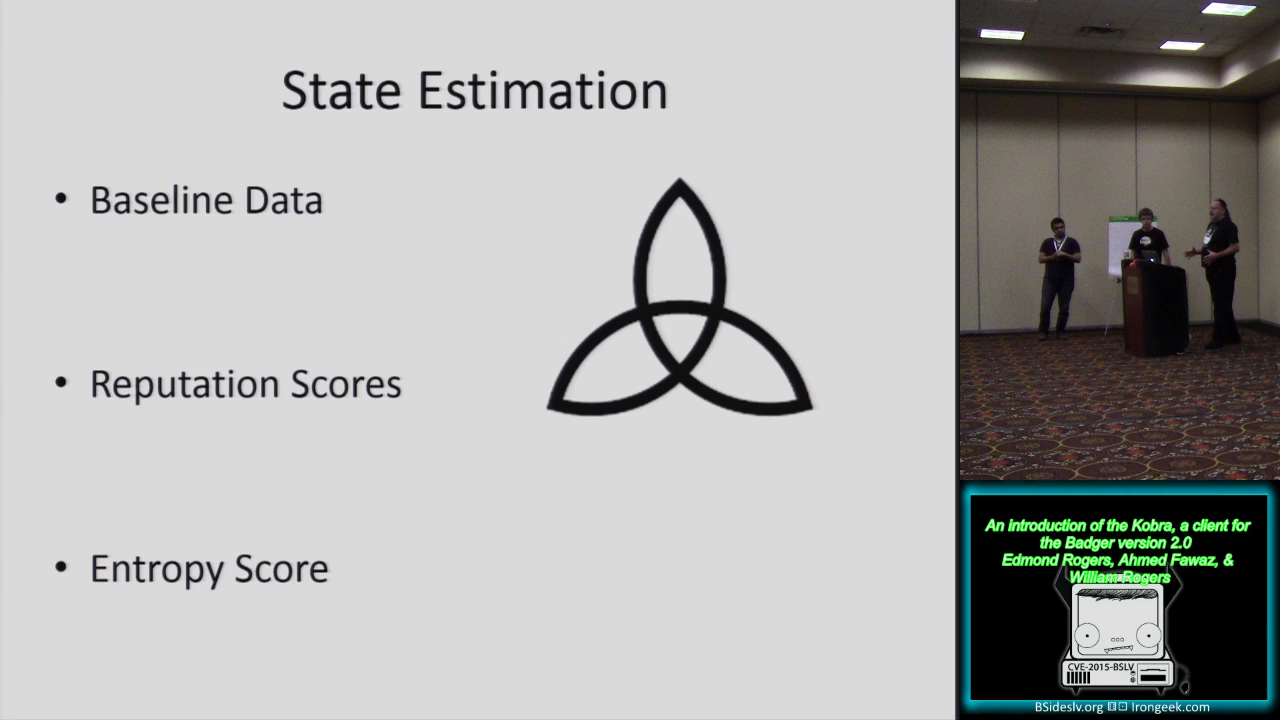 State Estimation
• Baseline Data
• Reputation Scores
• Entropy Score
An introduction of the Kobra, a client for
the Badger version 2.0
Edmond Rogers, Ahmed Fawaz, &
William Rogers
CVE-2015-BSLV
BSideslv.org Irongeek.com